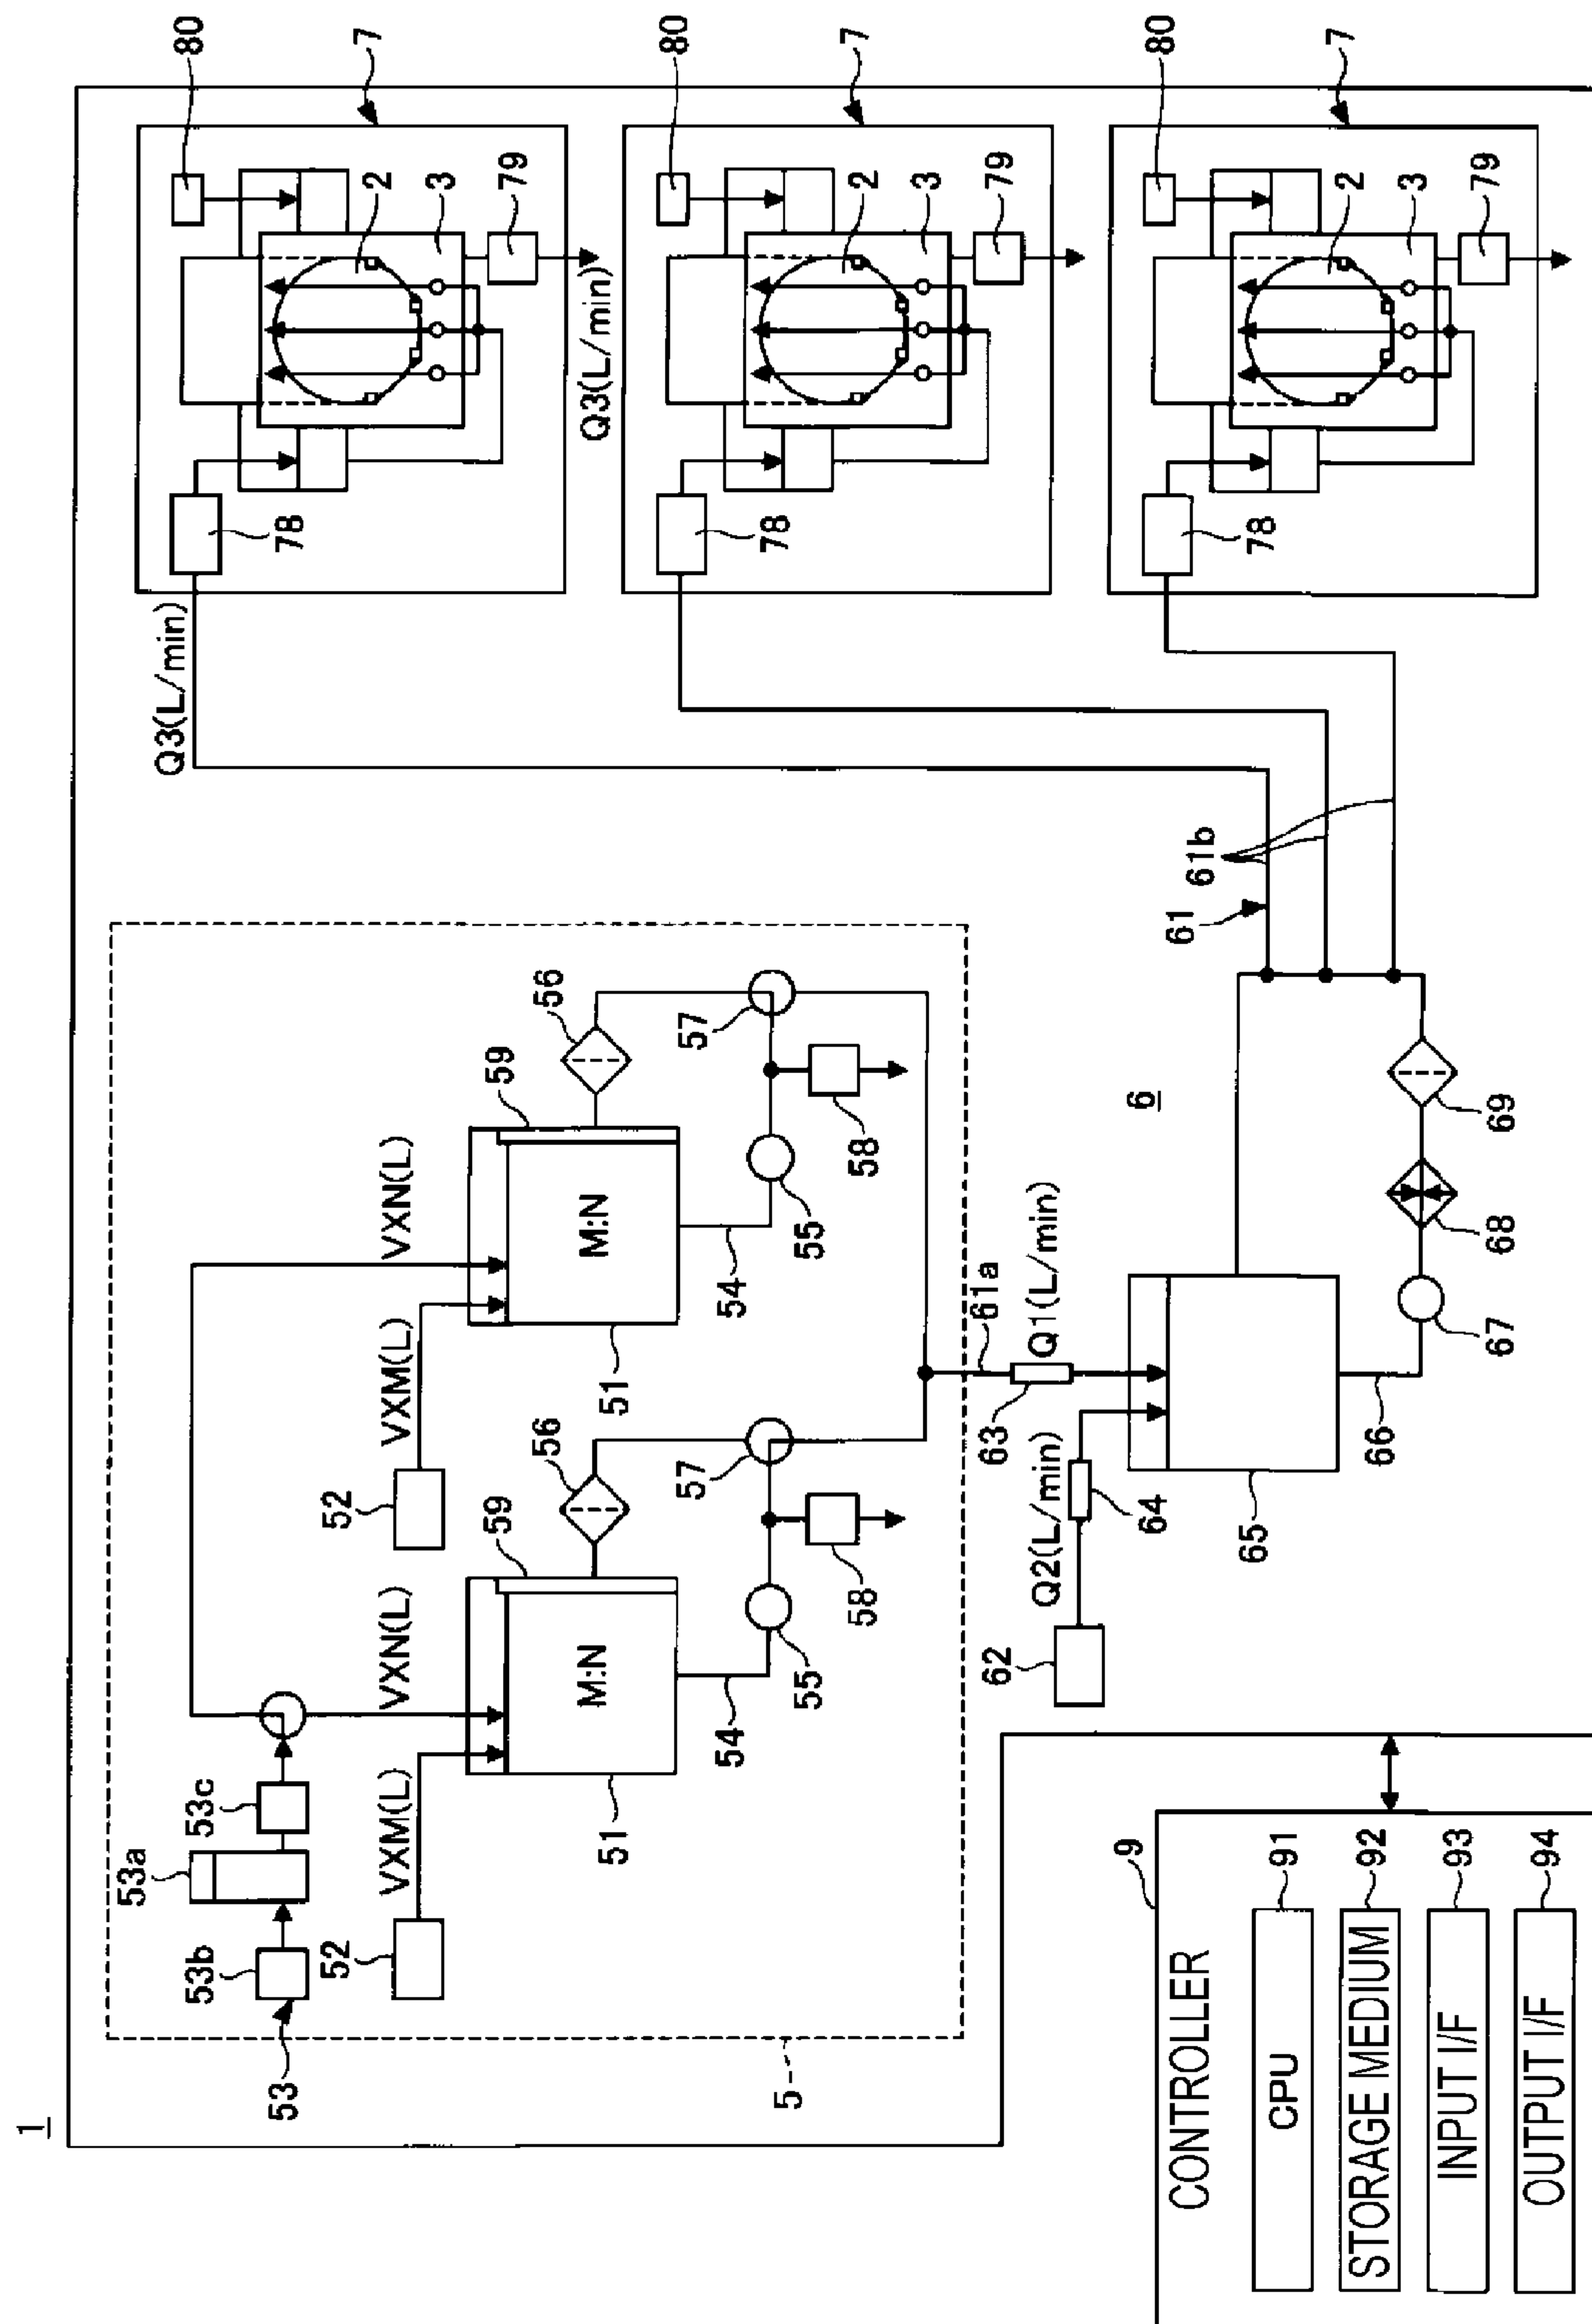 1
80
7
80
7
80
7
2
3
79
2
3
79
2
3
79
78
78
78
Q3(L/min)
Q3(L/min)
61
61b
56
57
59
58
VXN(L)
M:N
54
55
VXM(L)
51
52
56
57
59
58
VXN(L)
M:N
54
55
VXM(L)
51
52
53c
53a
53b
53
5
6
61a
Q1(L/min)
63
Q2(L/min)
64
62
65
66
67
68
69
9
CONTROLLER
CPU
91
STORAGE MEDIUM
92
INPUT I/F
93
OUTPUT I/F
94